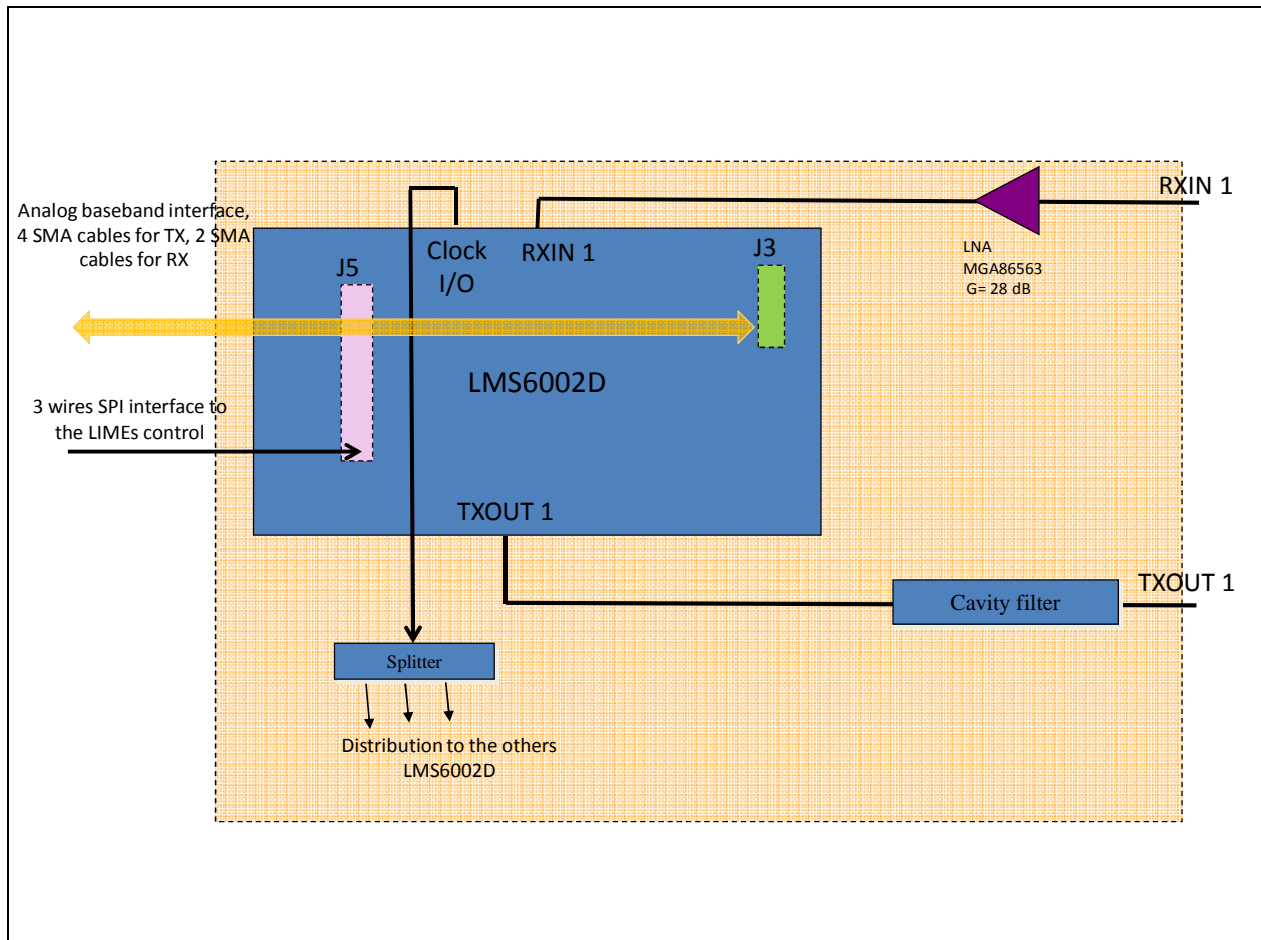 Analog baseband interface,
4 SMA cables for TX, 2 SMA
cables for RX
3 wires SPI interface to
the LIMEs control
J5
Clock
I/O
RXIN 1
J3
LMS6002D
TXOUT 1
RXIN 1
LNA
MGA86563
G= 28 dB
Cavity filter
TXOUT 1
Splitter
Distribution to the others
LMS6002D